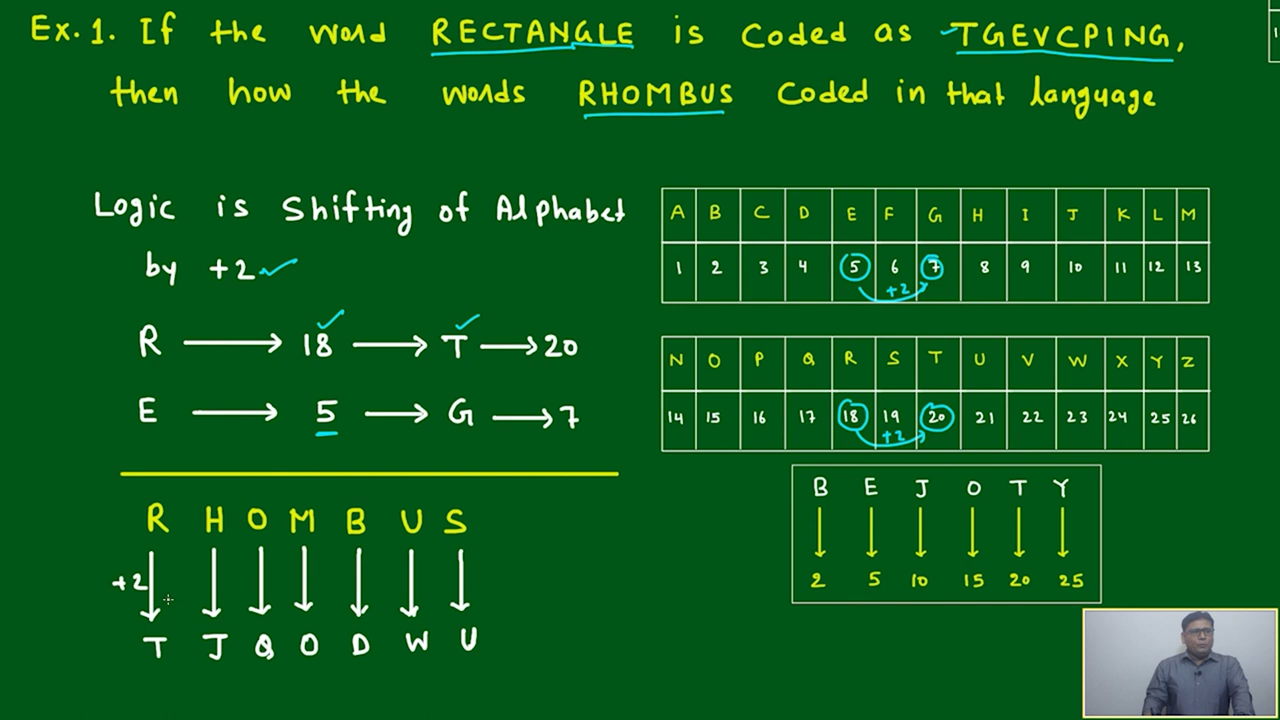 Ex. 1. If the word RECTANGLE is Coded as TGEVCPING,
then how the words RHOMBUS Coded in that language
Logic is Shifting of Alphabet
by +2
R 18 T 20
E 5 G 7
A B C D E F G H I J K L M
1 2 3 4 5 6 7 8 9 10 11 12 13
+2
N O P Q R S T U V W X Y Z
14 15 16 17 18 19 20 21 22 23 24 25 26
+2
R H O M B U S
+2
T J Q O D W U
B E J O T Y
2 5 10 15 20 25